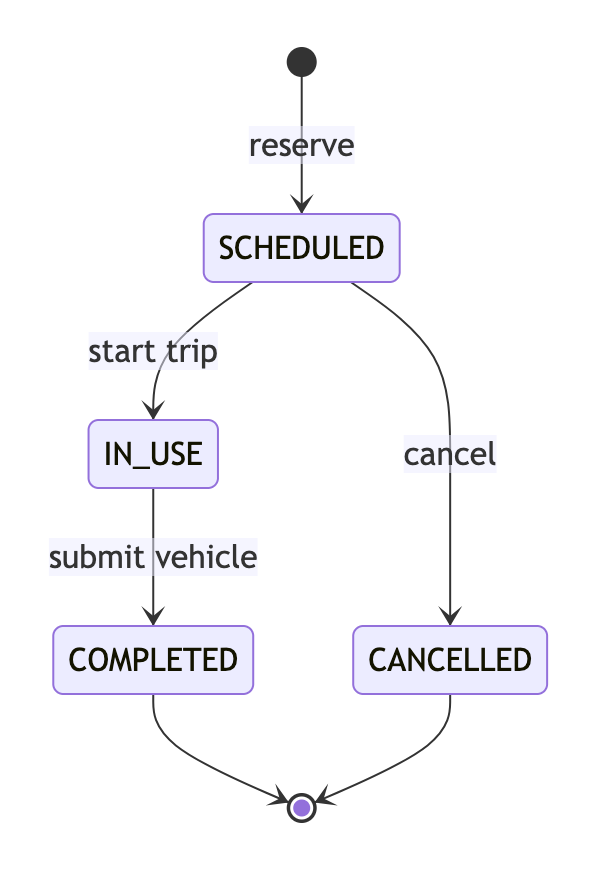 reserve
SCHEDULED
start trip
IN_USE
cancel
submit vehicle
COMPLETED
CANCELLED